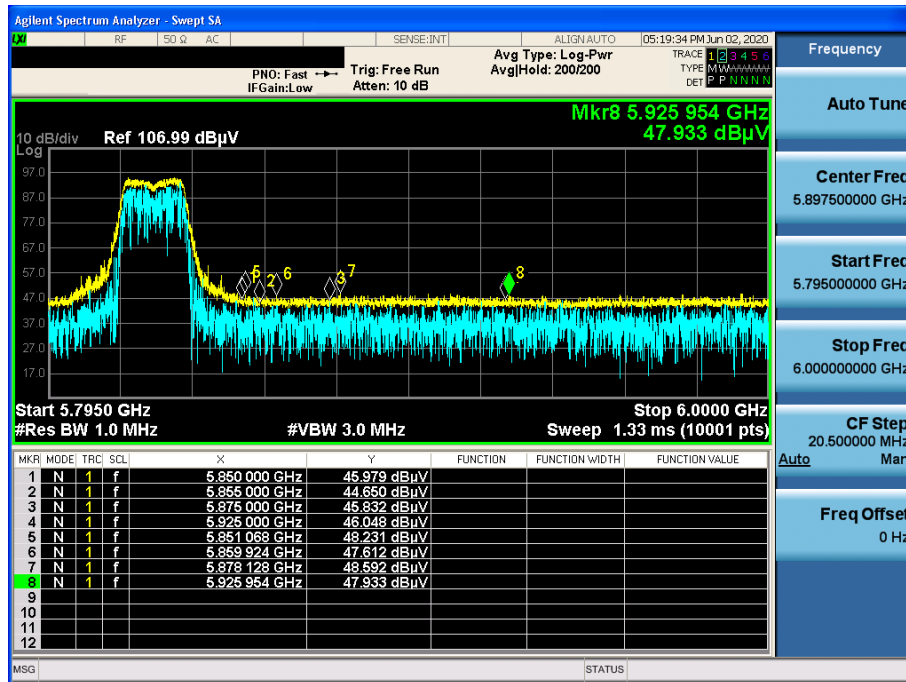 Agilent Spectrum Analyzer - Swept SA
LXI RF 50 Ω AC SENSE:INT ALIGN AUTO 05:19:34 PM Jun 02, 2020
PNO: Fast Trig: Free Run Avg Type: Log-Pwr TRACE 1 2 3 4 5 6
IFGain:Low Atten: 10 dB Avg|Hold: 200/200 TYPE M W
DET P P N N N N
Mkr8 5.925 954 GHz
47.933 dBµV
10 dB/div Ref 106.99 dBµV
Log
97.0
87.0
77.0
67.0
57.0
47.0
37.0
27.0
17.0
5 2 6 3 7 8
Start 5.7950 GHz Stop 6.0000 GHz
#Res BW 1.0 MHz #VBW 3.0 MHz Sweep 1.33 ms (10001 pts)
MKR MODE TRC SCL X Y FUNCTION FUNCTION WIDTH FUNCTION VALUE
1 N 1 f 5.850 000 GHz 45.979 dBµV
2 N 1 f 5.855 000 GHz 44.650 dBµV
3 N 1 f 5.875 000 GHz 45.832 dBµV
4 N 1 f 5.925 000 GHz 46.048 dBµV
5 N 1 f 5.851 068 GHz 48.231 dBµV
6 N 1 f 5.859 924 GHz 47.612 dBµV
7 N 1 f 5.878 128 GHz 48.592 dBµV
8 N 1 f 5.925 954 GHz 47.933 dBµV
9
10
11
12
MSG STATUS
Frequency
Auto Tune
Center Freq
5.897500000 GHz
Start Freq
5.795000000 GHz
Stop Freq
6.000000000 GHz
CF Step
20.500000 MHz
Auto Man
Freq Offset
0 Hz